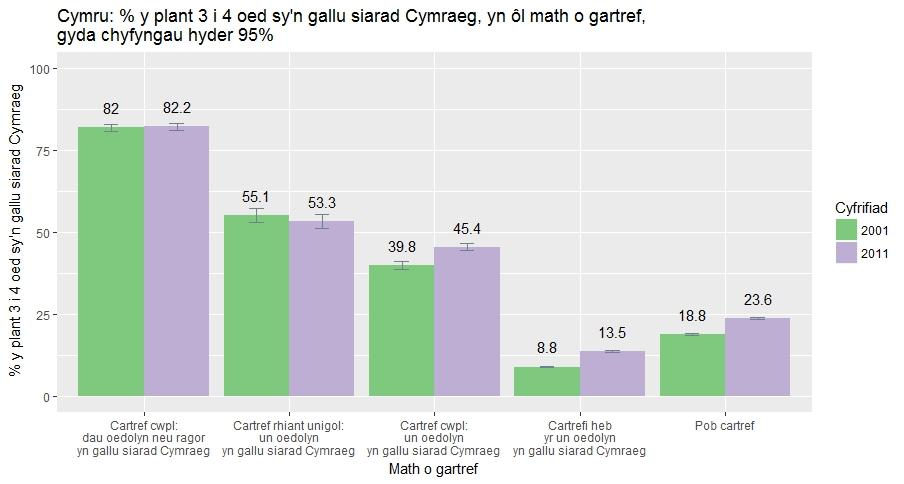 Cymru: % y plant 3 i 4 oed sy'n gallu siarad Cymraeg, yn ôl math o gartref,
gyda chyfyngau hyder 95%
% y plant 3 i 4 oed sy'n gallu siarad Cymraeg
100
75
50
25
0
82
82.2
55.1
53.3
39.8
45.4
8.8
13.5
18.8
23.6
Cartref cwpl:
dau oedolyn neu ragor
yn gallu siarad Cymraeg
Cartref rhiant unigol:
un oedolyn
yn gallu siarad Cymraeg
Cartref cwpl:
un oedolyn
yn gallu siarad Cymraeg
Cartrefi heb
yr un oedolyn
yn gallu siarad Cymraeg
Pob cartref
Math o gartref
Cyfrifiad
2001
2011